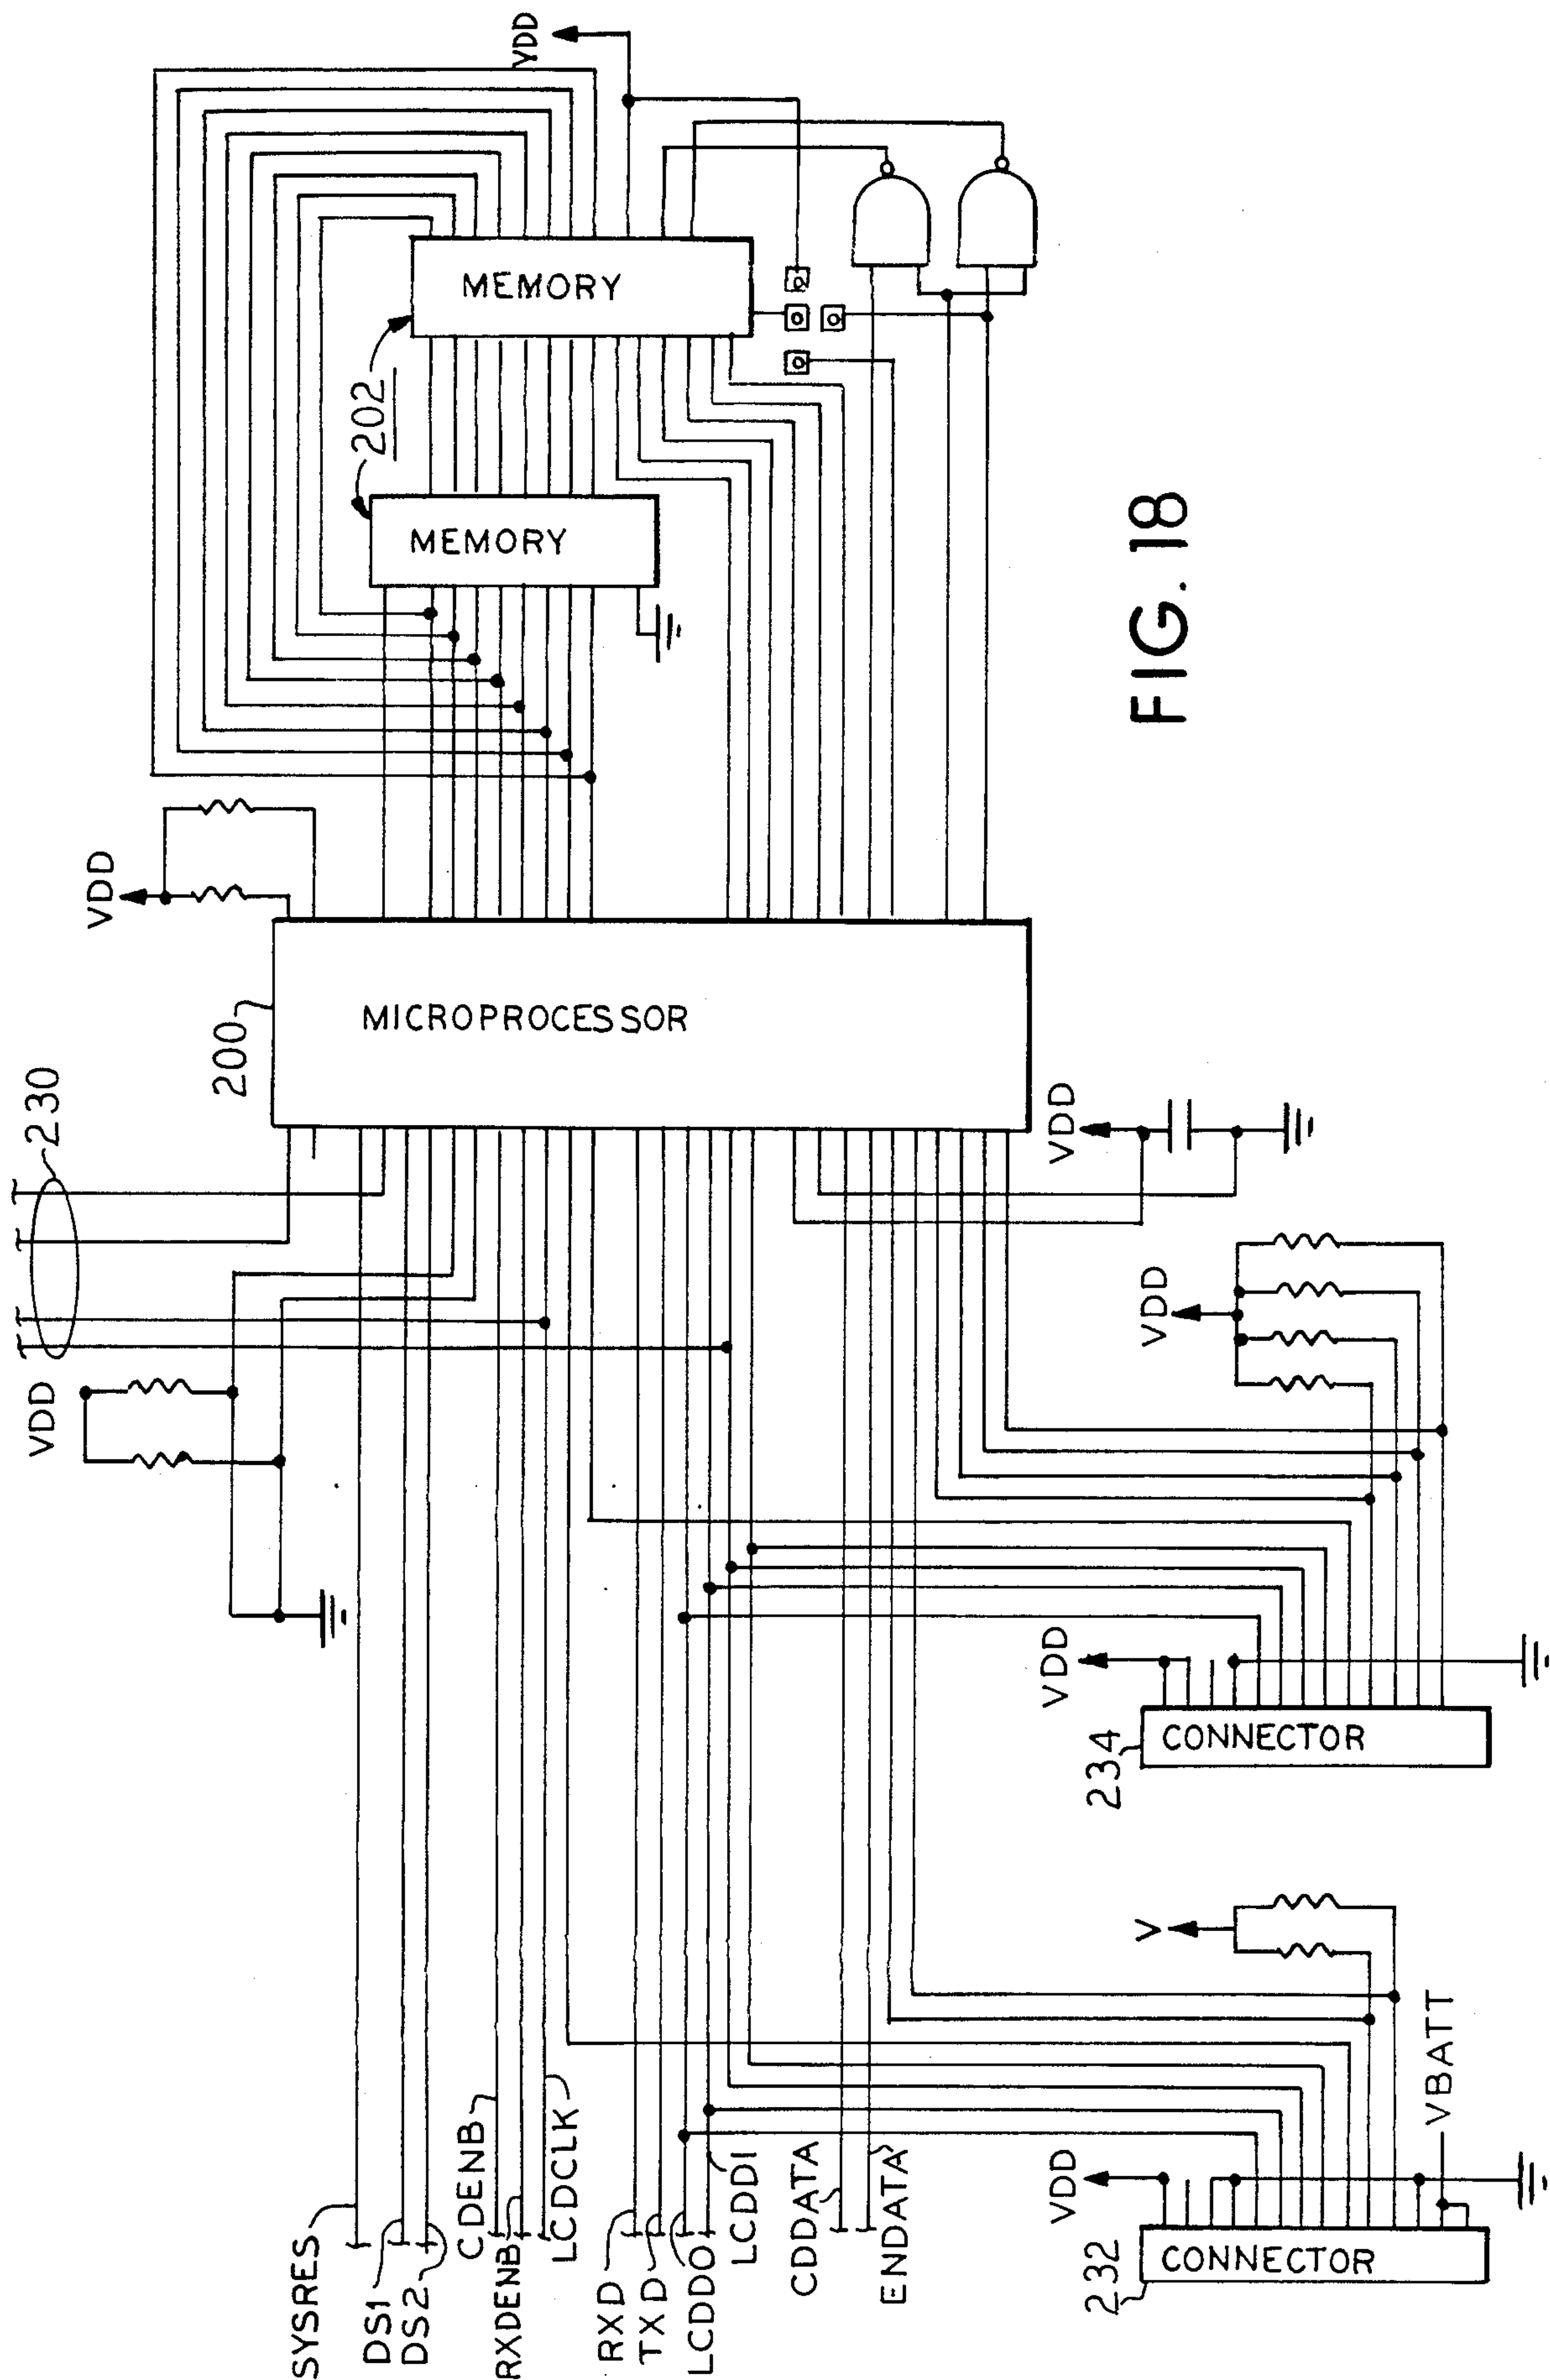 VDD
202
MEMORY
MEMORY
VDD
200
MICROPROCESSOR
230
VDD
VDD
VDD
234
CONNECTOR
VDD
V
VBATT
VDD
232
CONNECTOR
SYSRES
DS1
DS2
CDENB
RXDENB
LCDCLK
RXD
TXD
LCDDO
LCDD1
CDDATA
ENDATA
FIG. 18